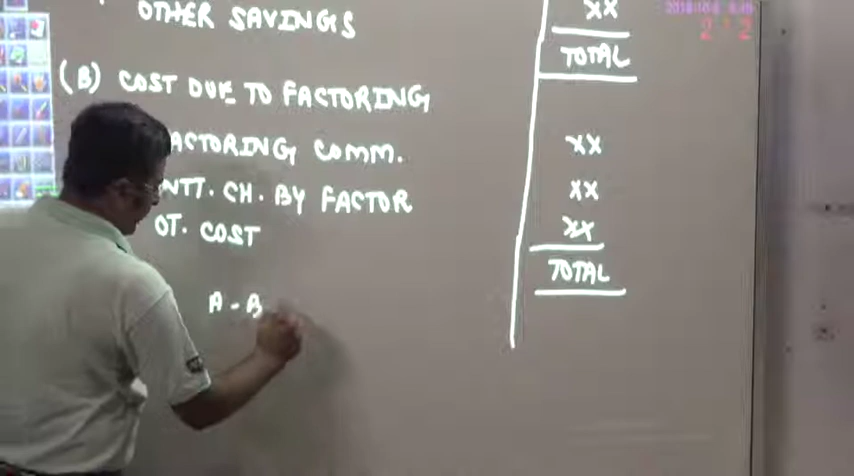 OTHER SAVINGS XX
TOTAL
(B) COST DUE TO FACTORING
ACTORING COMM. XX
NTT. CH. BY FACTOR XX
OT. COST XX
TOTAL
A - B